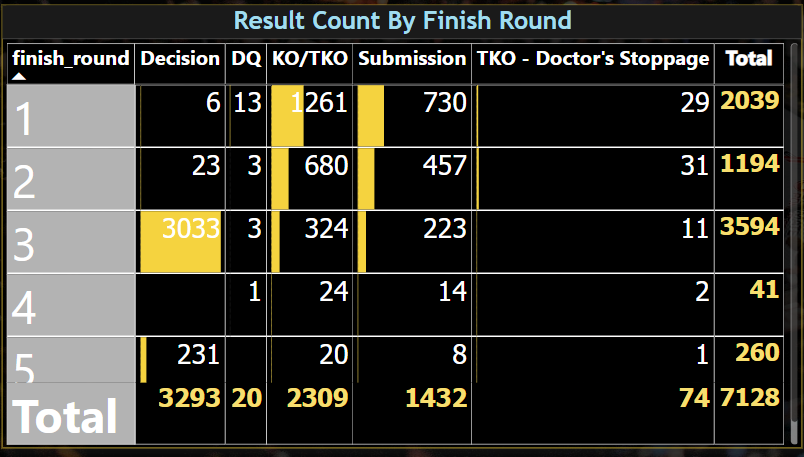 Result Count By Finish Round
finish_round Decision DQ KO/TKO Submission TKO - Doctor's Stoppage Total
1 6 13 1261 730 29 2039
2 23 3 680 457 31 1194
3 3033 3 324 223 11 3594
4 1 24 14 2 41
5 231 20 8 1 260
Total 3293 20 2309 1432 74 7128